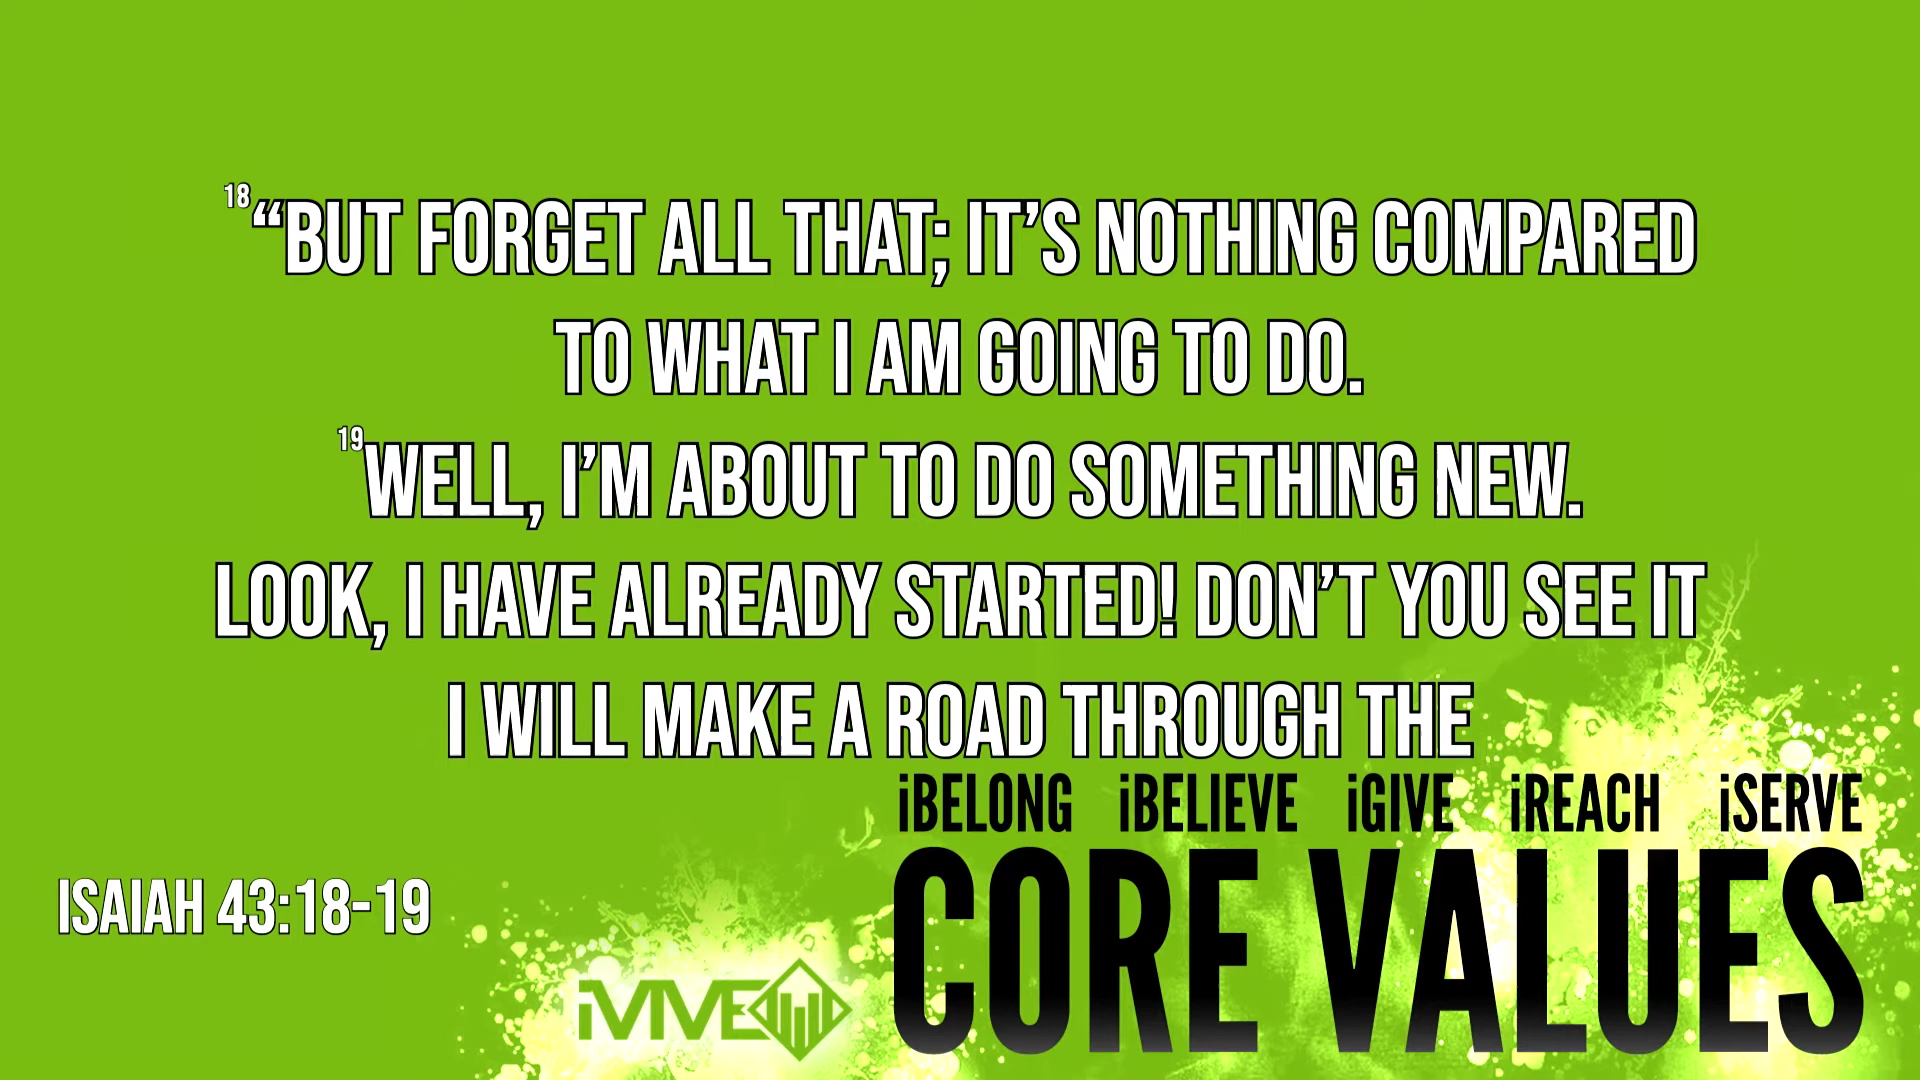 18“BUT FORGET ALL THAT; IT’S NOTHING COMPARED
TO WHAT I AM GOING TO DO.
19WELL, I’M ABOUT TO DO SOMETHING NEW.
LOOK, I HAVE ALREADY STARTED! DON’T YOU SEE IT
I WILL MAKE A ROAD THROUGH THE
iBELONG iBELIEVE iGIVE iREACH iSERVE
CORE VALUES
ISAIAH 43:18-19
iVIVE